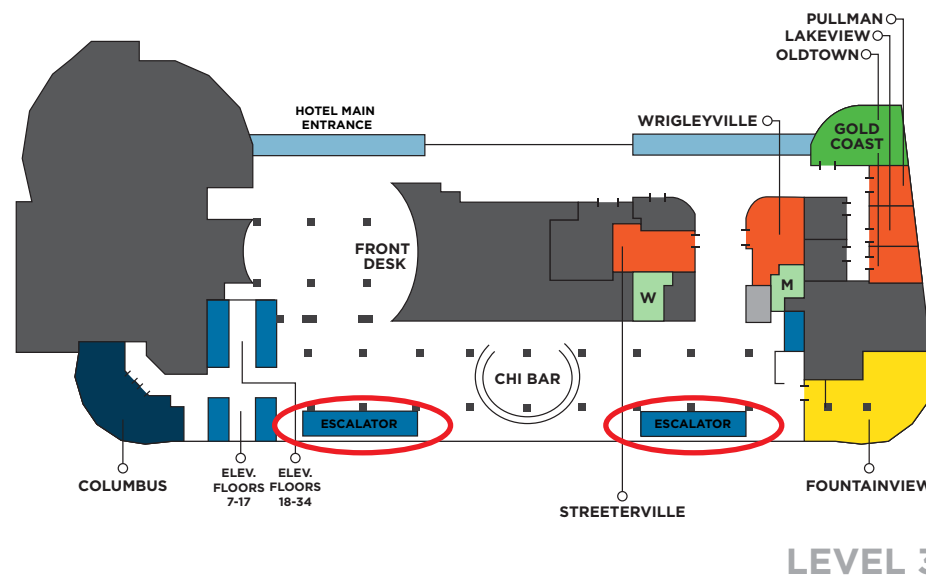 PULLMAN
LAKEVIEW
OLDTOWN
HOTEL MAIN
ENTRANCE
WRIGLEYVILLE
GOLD
COAST
FRONT
DESK
W
M
CHI BAR
ESCALATOR
ESCALATOR
COLUMBUS
ELEV.
FLOORS
7-17
ELEV.
FLOORS
18-34
STREETERVILLE
FOUNTAINVIEW
LEVEL 3